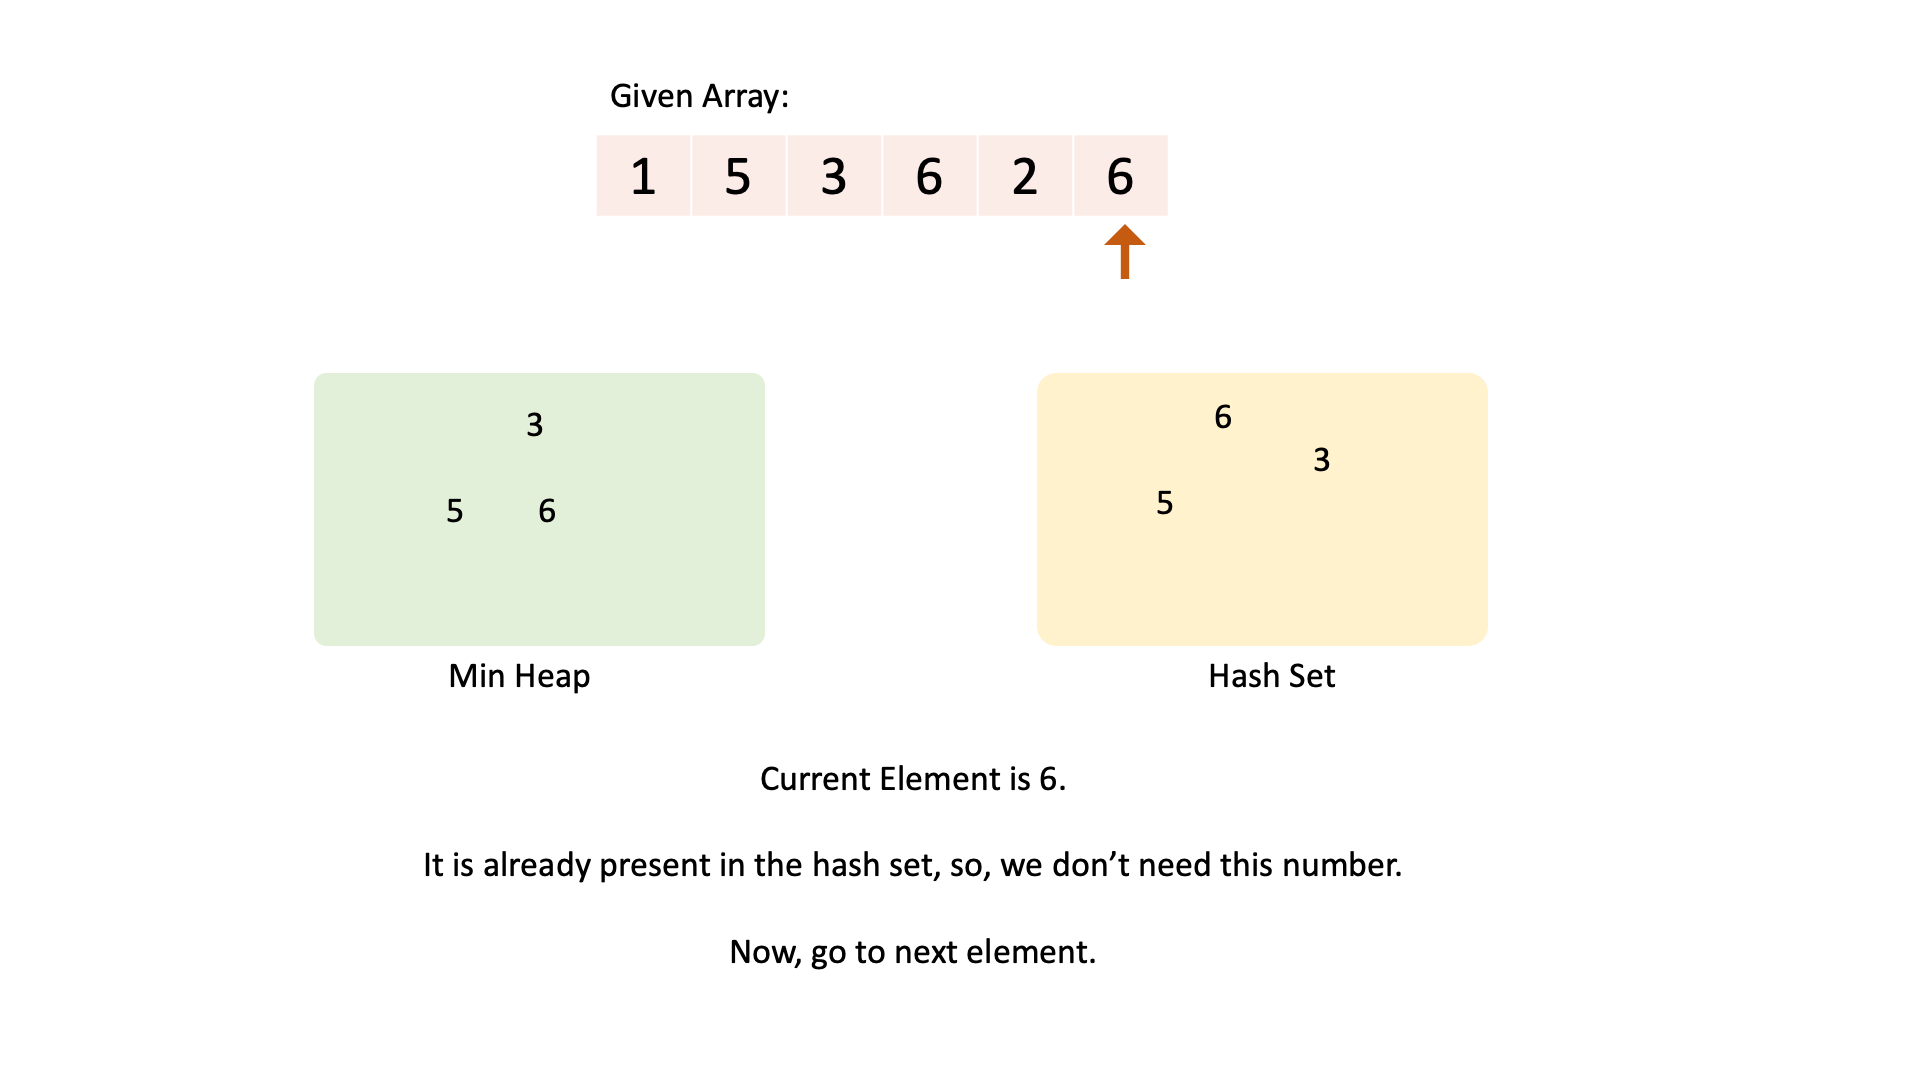 Given Array:
1 5 3 6 2 6
3
5 6
6
3
5
Min Heap
Hash Set
Current Element is 6.
It is already present in the hash set, so, we don’t need this number.
Now, go to next element.